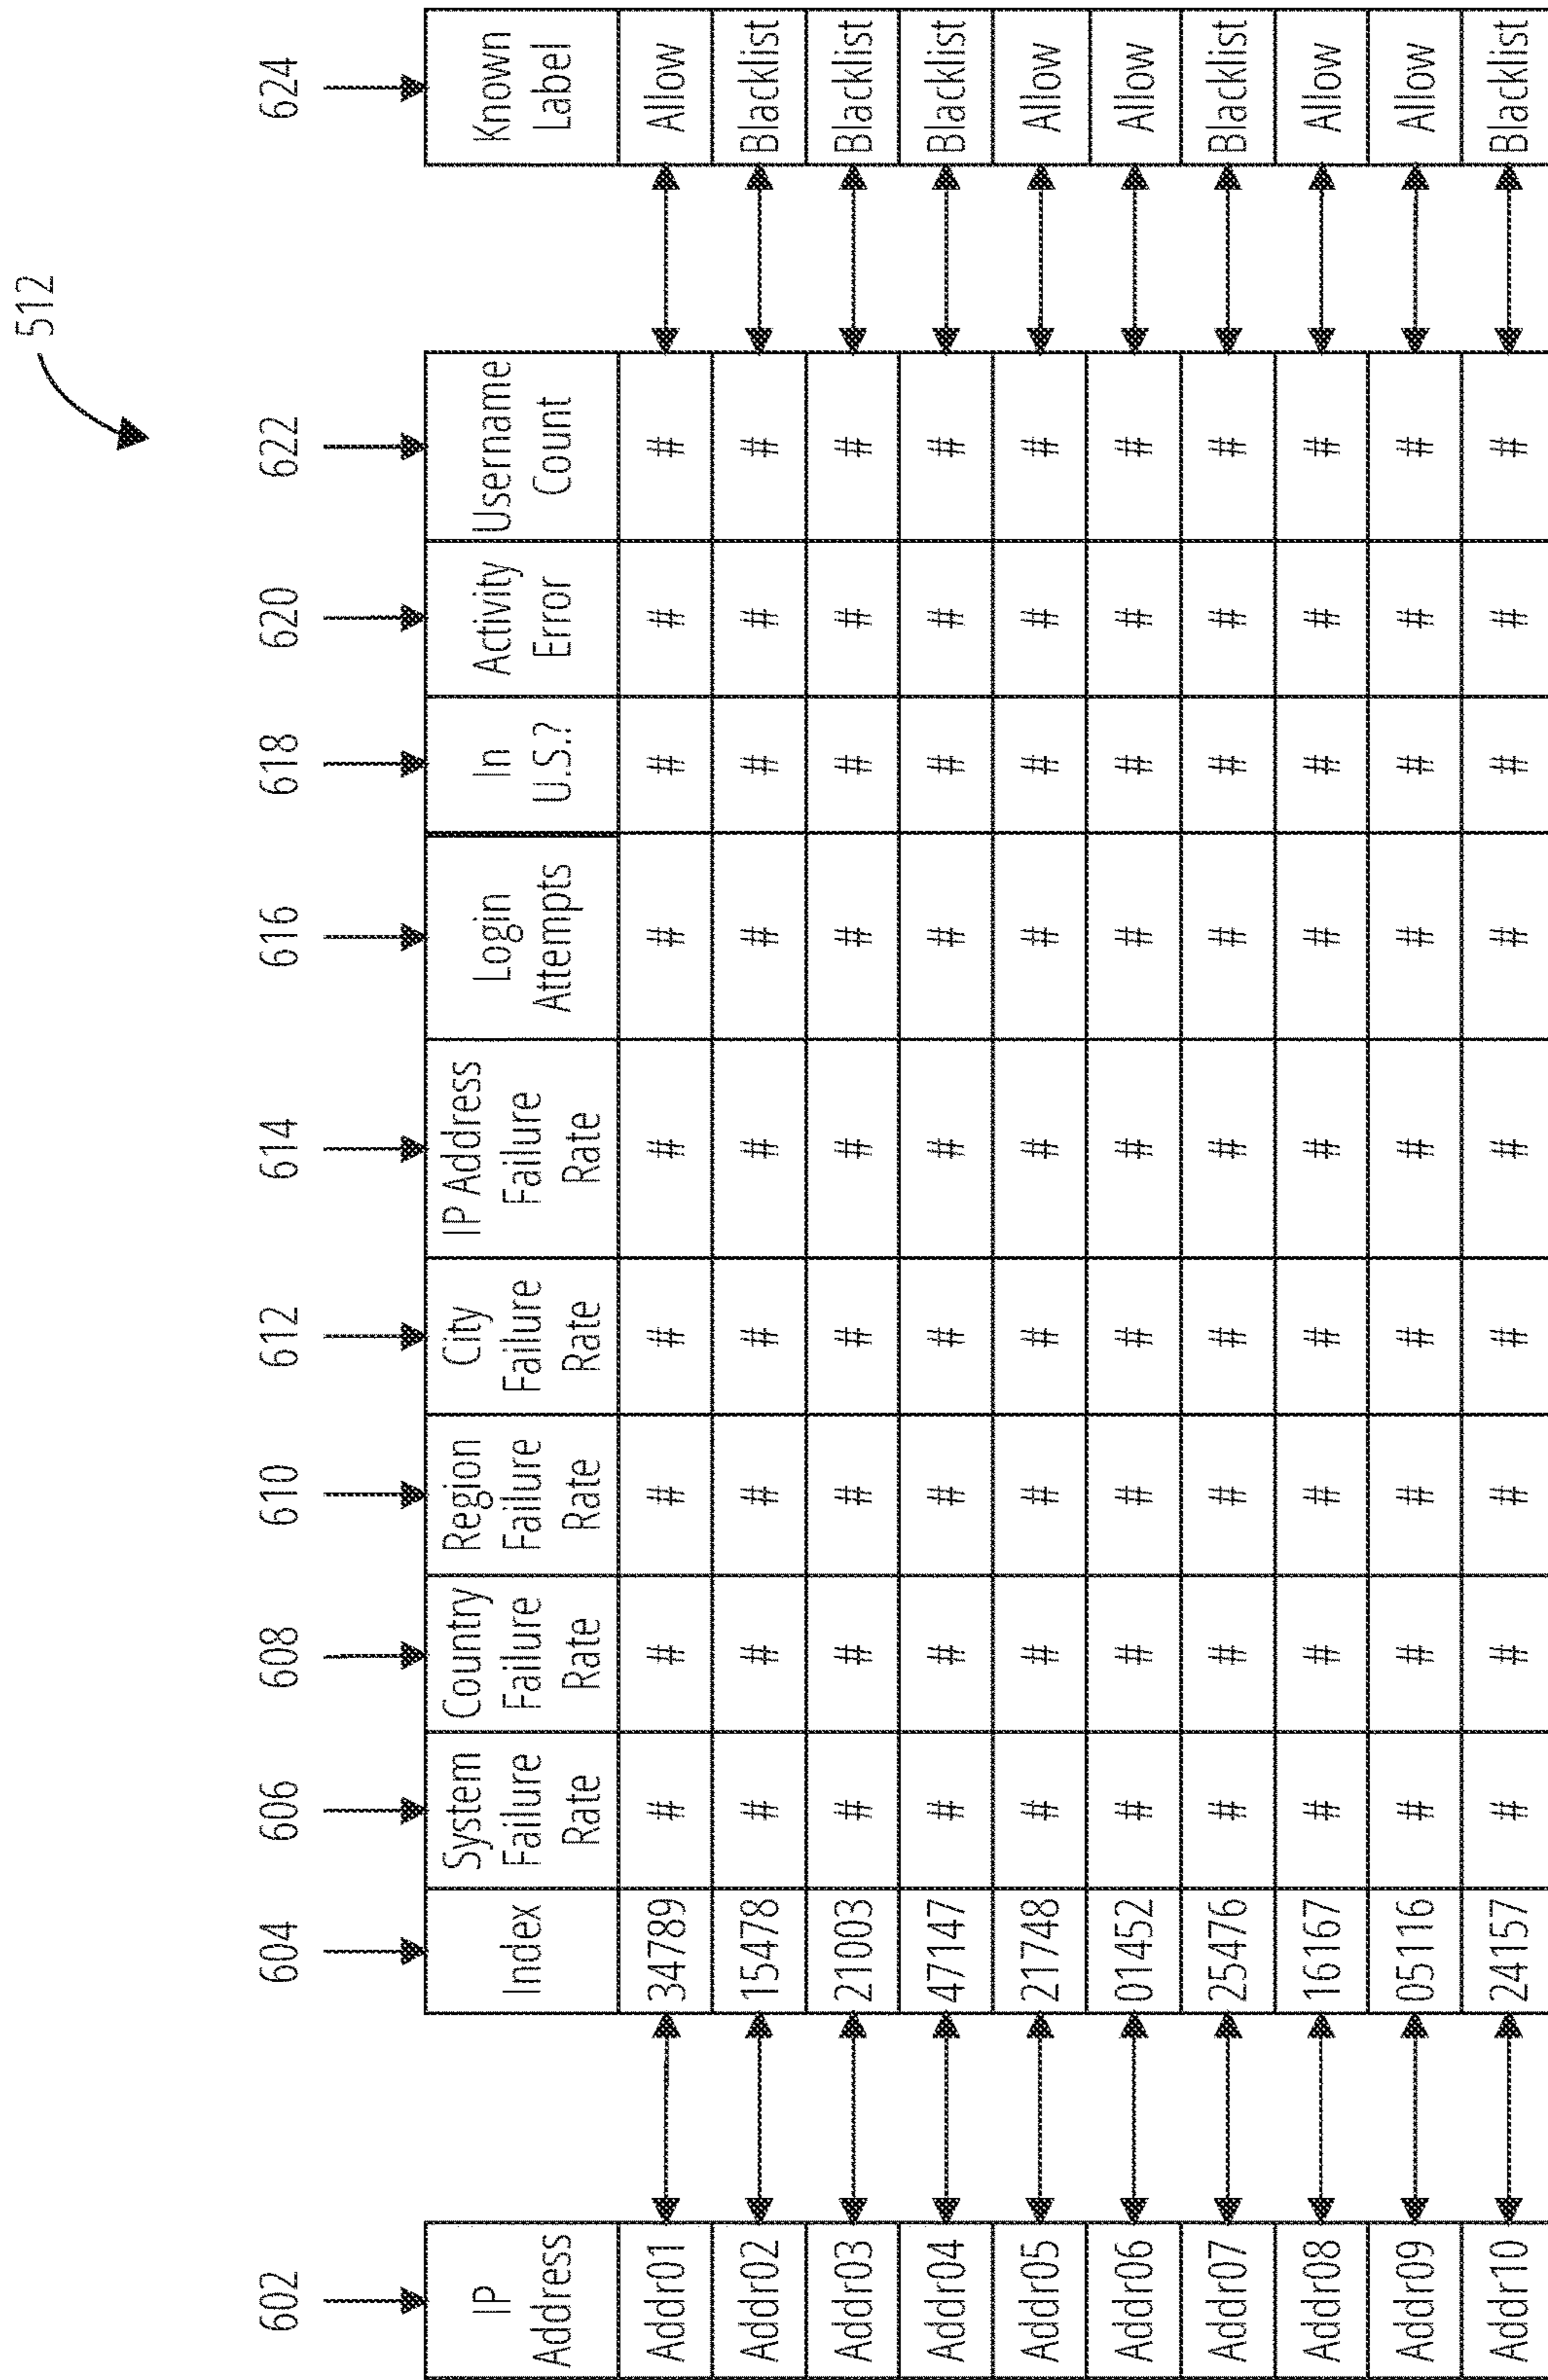 512
602
604
606
608
610
612
614
616
618
620
622
624
IP
Address
Index
System
Failure
Rate
Country
Failure
Rate
Region
Failure
Rate
City
Failure
Rate
IP Address
Failure
Rate
Login
Attempts
In
U.S.?
Activity
Error
Username
Count
Known
Label
Addr01 34789 # # # # # # # # # Allow
Addr02 15478 # # # # # # # # # Blacklist
Addr03 21003 # # # # # # # # # Blacklist
Addr04 47147 # # # # # # # # # Blacklist
Addr05 21748 # # # # # # # # # Allow
Addr06 01452 # # # # # # # # # Allow
Addr07 25476 # # # # # # # # # Blacklist
Addr08 16167 # # # # # # # # # Allow
Addr09 05116 # # # # # # # # # Allow
Addr10 24157 # # # # # # # # # Blacklist